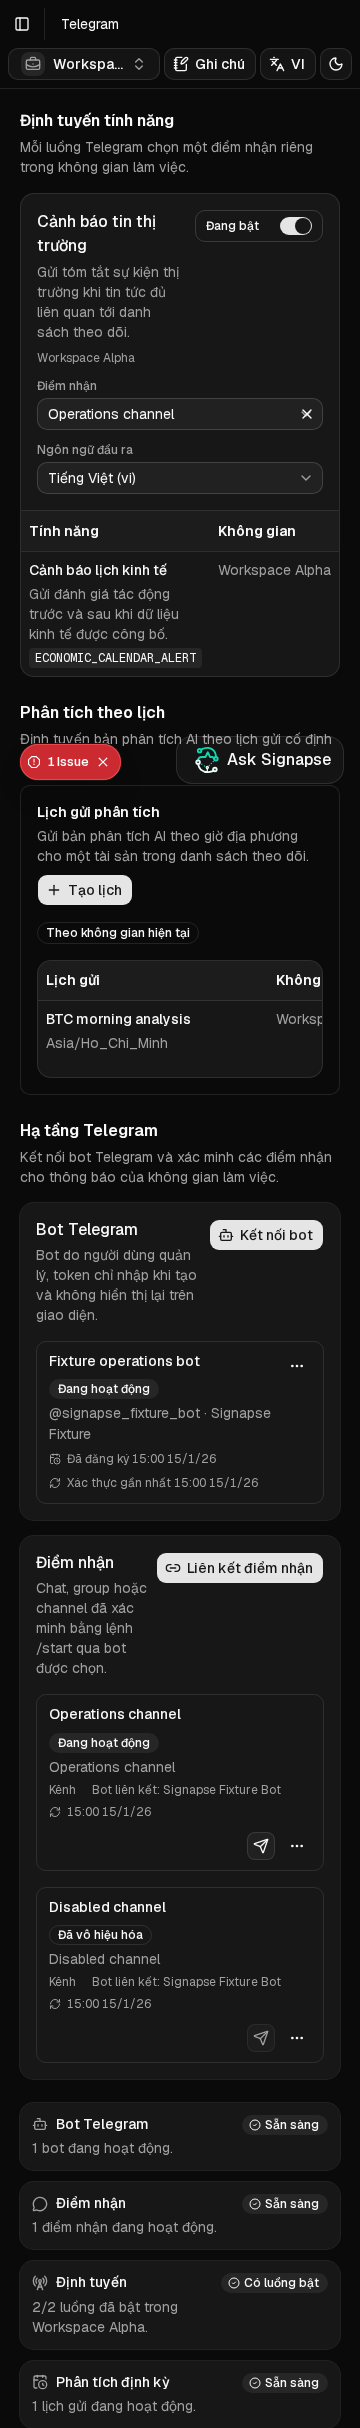 Telegram
Workspa...
Ghi chú
VI
Định tuyến tính năng
Mỗi luồng Telegram chọn một điểm nhận riêng
trong không gian làm việc.
Cảnh báo tin thị
trường
Đang bật
Gửi tóm tắt sự kiện thị
trường khi tin tức đủ
liên quan tới danh
sách theo dõi.
Workspace Alpha
Điểm nhận
Operations channel
Ngôn ngữ đầu ra
Tiếng Việt (vi)
Tính năng
Không gian
Cảnh báo lịch kinh tế
Workspace Alpha
Gửi đánh giá tác động
trước và sau khi dữ liệu
kinh tế được công bố.
ECONOMIC_CALENDAR_ALERT
Phân tích theo lịch
Định tuyến bản phân tích AI theo lịch gửi cố định
1 Issue
Ask Signapse
Lịch gửi phân tích
Gửi bản phân tích AI theo giờ địa phương
cho một tài sản trong danh sách theo dõi.
Tạo lịch
Theo không gian hiện tại
Lịch gửi
Không
BTC morning analysis
Worksp
Asia/Ho_Chi_Minh
Hạ tầng Telegram
Kết nối bot Telegram và xác minh các điểm nhận
cho thông báo của không gian làm việc.
Bot Telegram
Kết nối bot
Bot do người dùng quản
lý, token chỉ nhập khi tạo
và không hiển thị lại trên
giao diện.
Fixture operations bot
Đang hoạt động
@signapse_fixture_bot · Signapse
Fixture
Đã đăng ký 15:00 15/1/26
Xác thực gần nhất 15:00 15/1/26
Điểm nhận
Liên kết điểm nhận
Chat, group hoặc
channel đã xác
minh bằng lệnh
/start qua bot
được chọn.
Operations channel
Đang hoạt động
Operations channel
Kênh Bot liên kết: Signapse Fixture Bot
15:00 15/1/26
Disabled channel
Đã vô hiệu hóa
Disabled channel
Kênh Bot liên kết: Signapse Fixture Bot
15:00 15/1/26
Bot Telegram
Sẵn sàng
1 bot đang hoạt động.
Điểm nhận
Sẵn sàng
1 điểm nhận đang hoạt động.
Định tuyến
Có luồng bật
2/2 luồng đã bật trong
Workspace Alpha.
Phân tích định kỳ
Sẵn sàng
1 lịch gửi đang hoạt động.